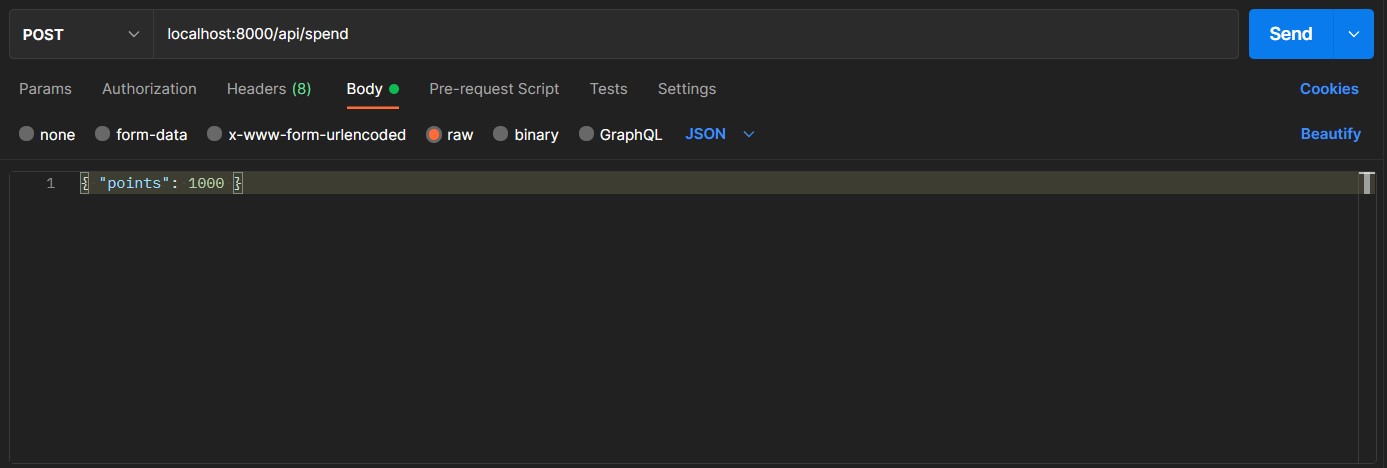 POST localhost:8000/api/spend Send
Params Authorization Headers (8) Body Pre-request Script Tests Settings Cookies
none form-data x-www-form-urlencoded raw binary GraphQL JSON Beautify
1 { "points": 1000 }